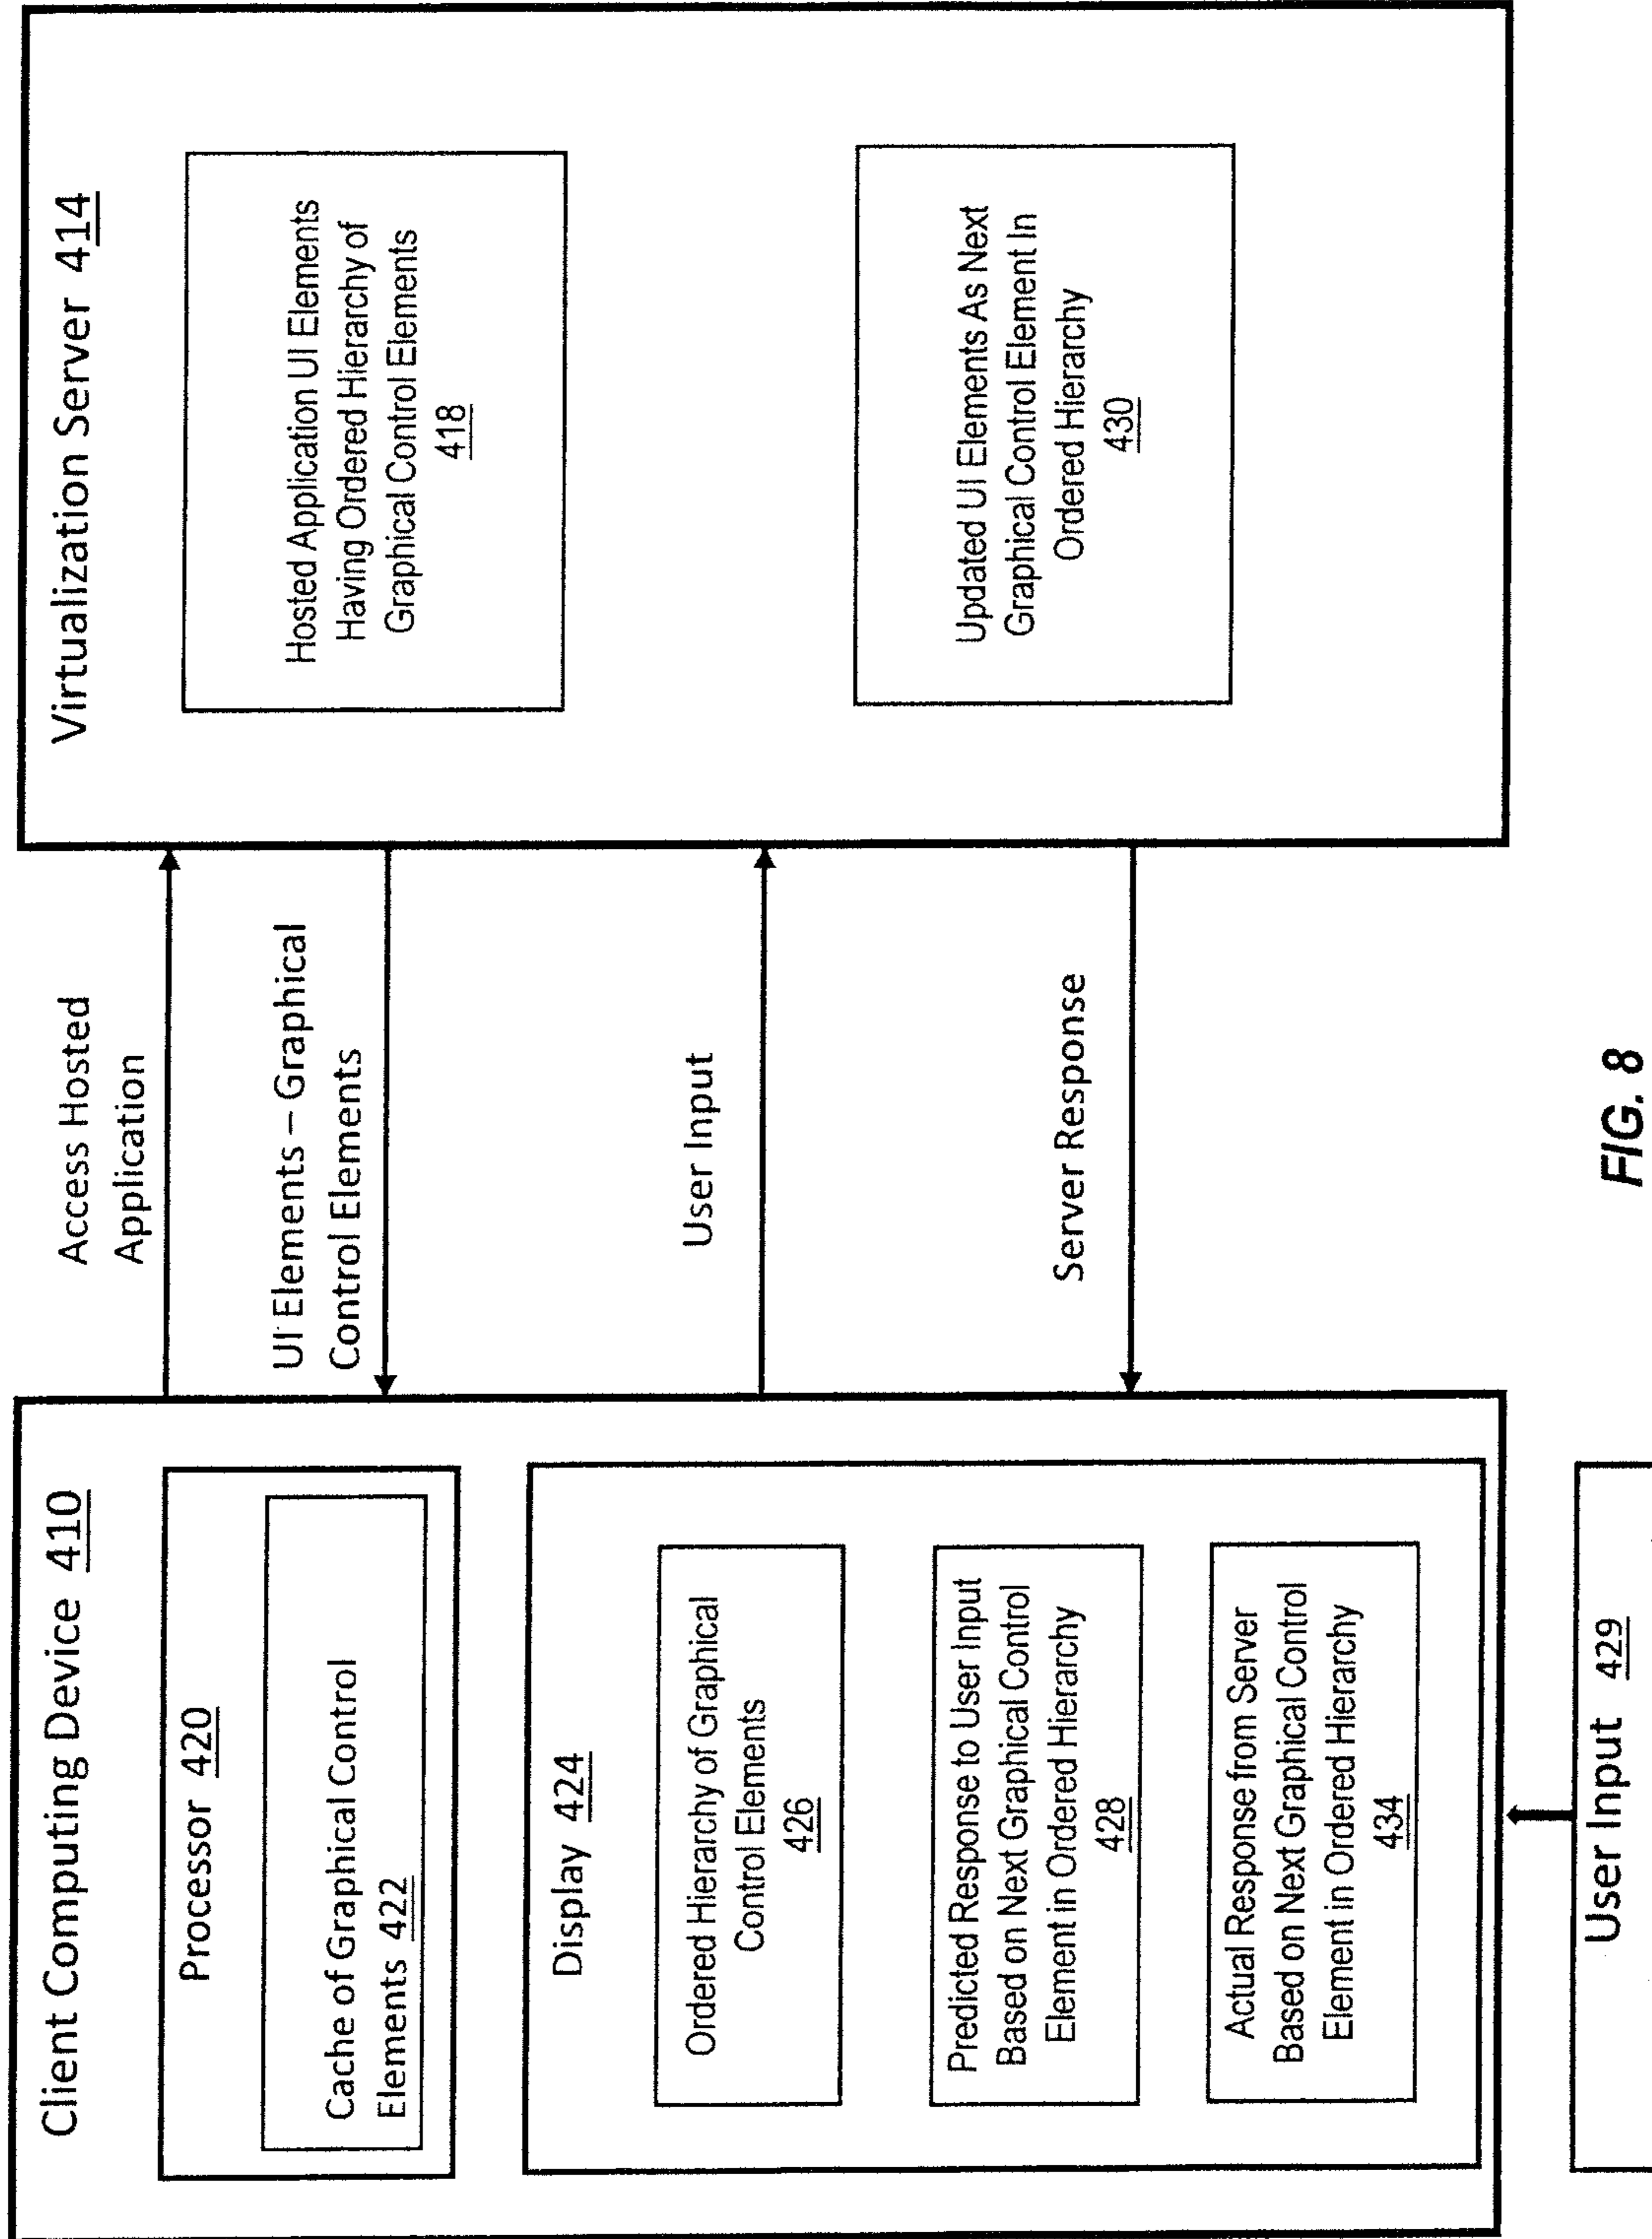 Client Computing Device 410
Processor 420
Cache of Graphical Control
Elements 422
Display 424
Ordered Hierarchy of Graphical
Control Elements
426
Predicted Response to User Input
Based on Next Graphical Control
Element in Ordered Hierarchy
428
Actual Response from Server
Based on Next Graphical Control
Element in Ordered Hierarchy
434
User Input 429
Access Hosted
Application
UI Elements – Graphical
Control Elements
User Input
Server Response
Virtualization Server 414
Hosted Application UI Elements
Having Ordered Hierarchy of
Graphical Control Elements
418
Updated UI Elements As Next
Graphical Control Element In
Ordered Hierarchy
430
FIG. 8